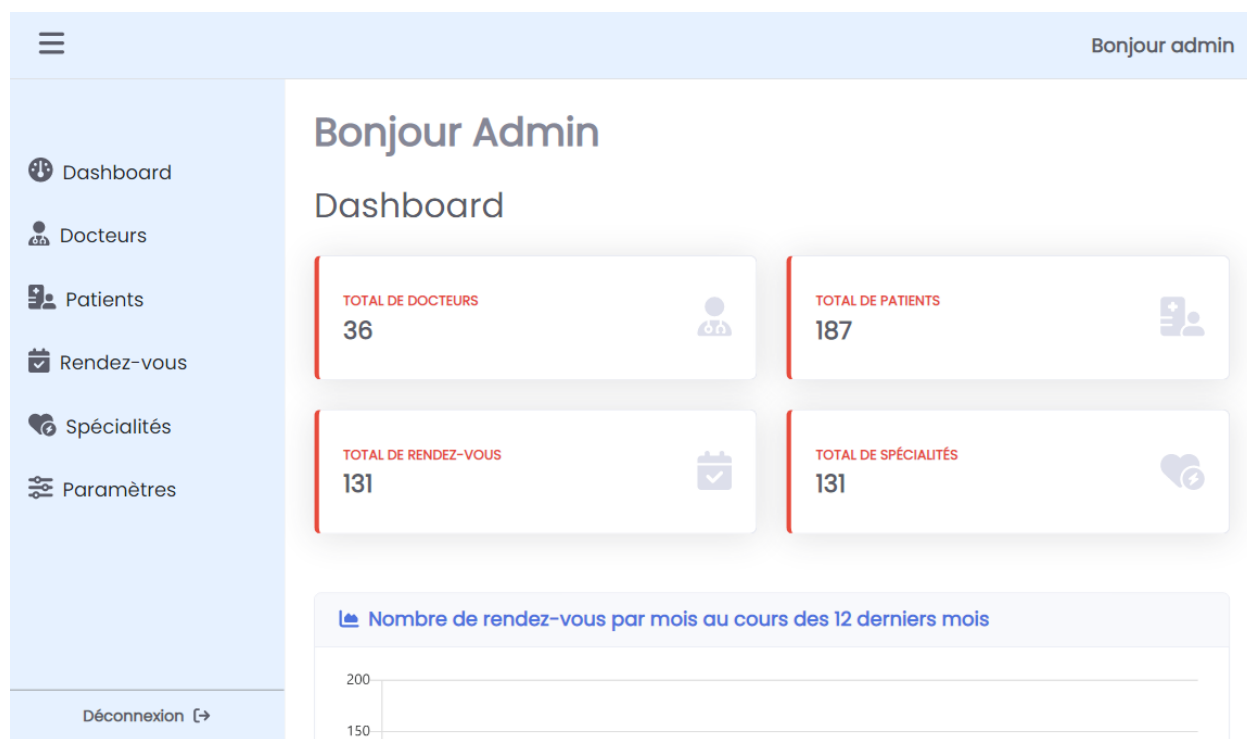 Bonjour admin
Dashboard
Docteurs
Patients
Rendez-vous
Spécialités
Paramètres
Déconnexion
Bonjour Admin
Dashboard
TOTAL DE DOCTEURS
36
TOTAL DE PATIENTS
187
TOTAL DE RENDEZ-VOUS
131
TOTAL DE SPÉCIALITÉS
131
Nombre de rendez-vous par mois au cours des 12 derniers mois
200
150